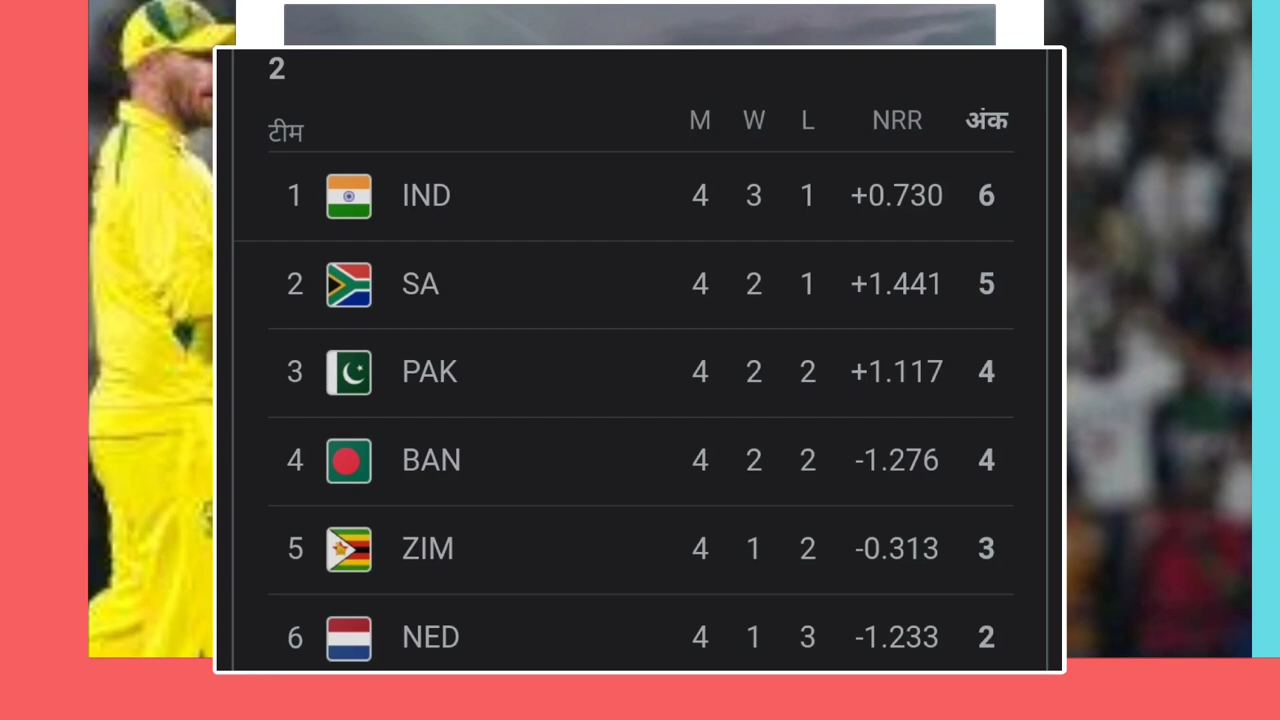 2
टीम M W L NRR अंक
1 IND 4 3 1 +0.730 6
2 SA 4 2 1 +1.441 5
3 PAK 4 2 2 +1.117 4
4 BAN 4 2 2 -1.276 4
5 ZIM 4 1 2 -0.313 3
6 NED 4 1 3 -1.233 2